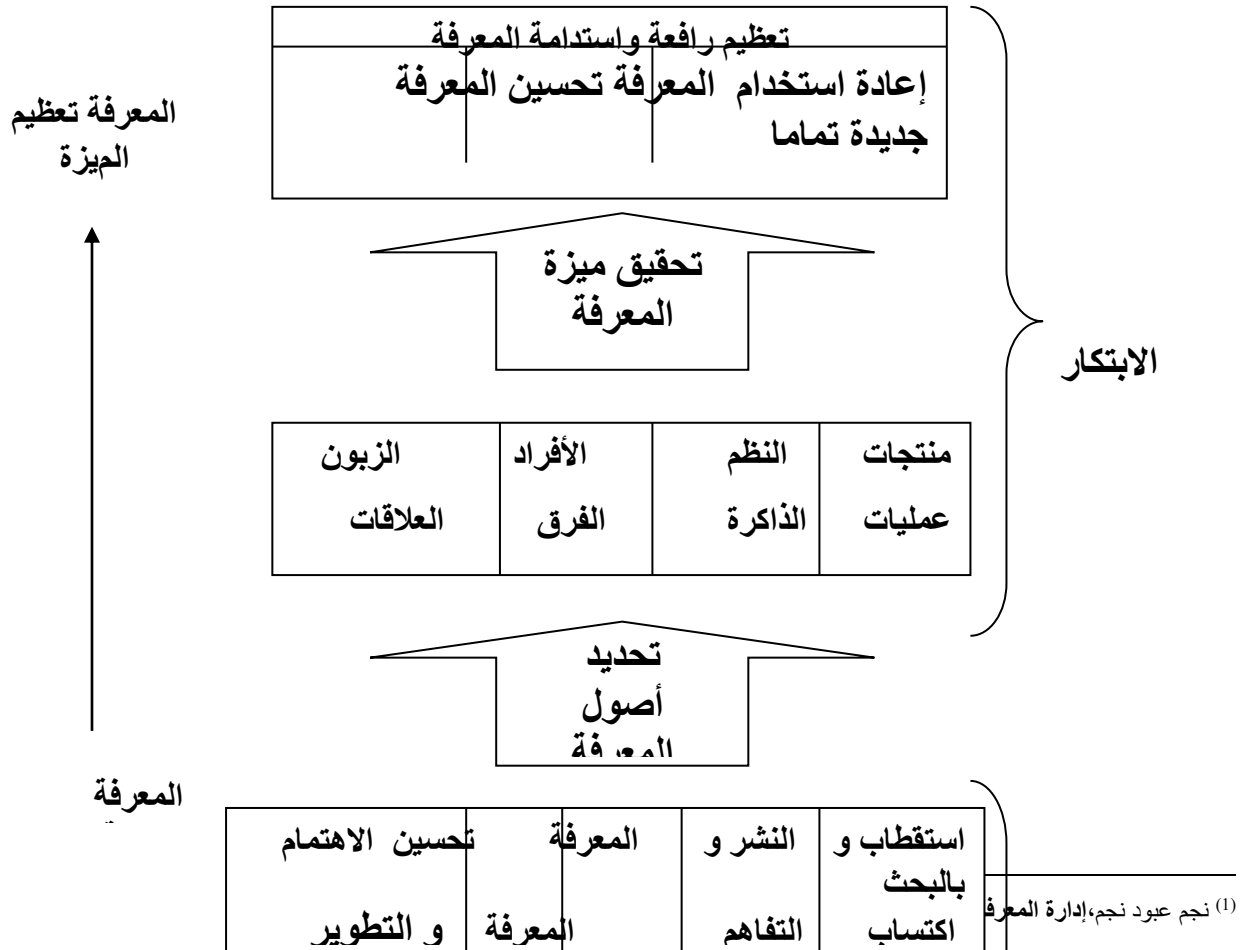 تعظيم رافعة واستدامة المعرفة
إعادة استخدام المعرفة تحسين المعرفة
جديدة تماما
المعرفة تعظيم
الميزة
تحقيق ميزة
المعرفة
الابتكار
منتجات النظم الأفراد الزبون
عمليات الذاكرة الفرق العلاقات
تحديد
أصول
المعرفة
المعرفة
استقطاب و النشر و المعرفة تحسين الاهتمام
بالبحث
اكتساب التفاهم المعرفة و التطوير
(1) نجم عبود نجم،إدارة